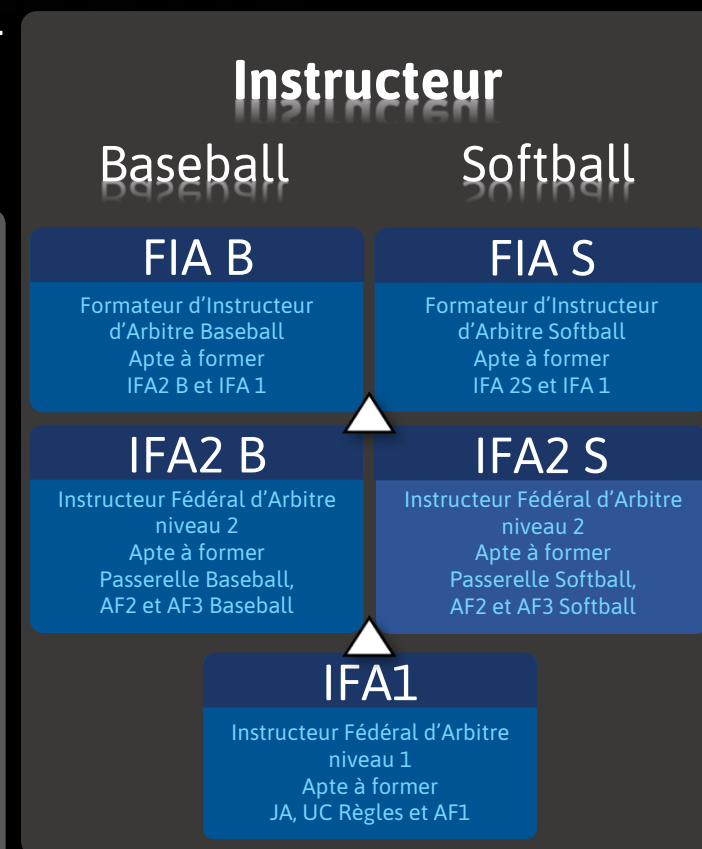 Instructeur
Baseball
Softball
FIA B
Formateur d’Instructeur
d’Arbitre Baseball
Apte à former
IFA2 B et IFA 1
FIA S
Formateur d’Instructeur
d’Arbitre Softball
Apte à former
IFA 2S et IFA 1
IFA2 B
Instructeur Fédéral d’Arbitre
niveau 2
Apte à former
Passerelle Baseball,
AF2 et AF3 Baseball
IFA2 S
Instructeur Fédéral d’Arbitre
niveau 2
Apte à former
Passerelle Softball,
AF2 et AF3 Softball
IFA1
Instructeur Fédéral d’Arbitre
niveau 1
Apte à former
JA, UC Règles et AF1